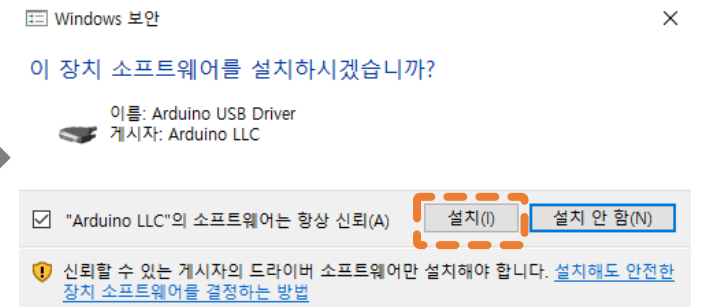 Windows 보안
이 장치 소프트웨어를 설치하시겠습니까?
이름: Arduino USB Driver
게시자: Arduino LLC
"Arduino LLC"의 소프트웨어는 항상 신뢰(A)
설치(I)
설치 안 함(N)
신뢰할 수 있는 게시자의 드라이버 소프트웨어만 설치해야 합니다. 설치해도 안전한
장치 소프트웨어를 결정하는 방법